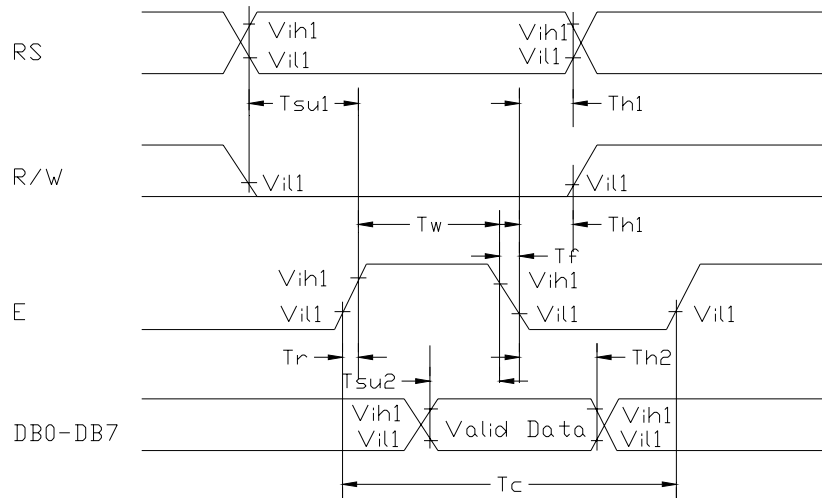 RS
Vih1
Vil1
Vih1
Vil1
Tsu1
Th1
R/W
Vil1
Vil1
Tw
Th1
Tf
Vih1
Vih1
E
Vil1
Vil1
Vil1
Tr
Th2
Tsu2
Vih1
Vih1
DB0-DB7
Vil1
Valid Data
Vil1
Tc